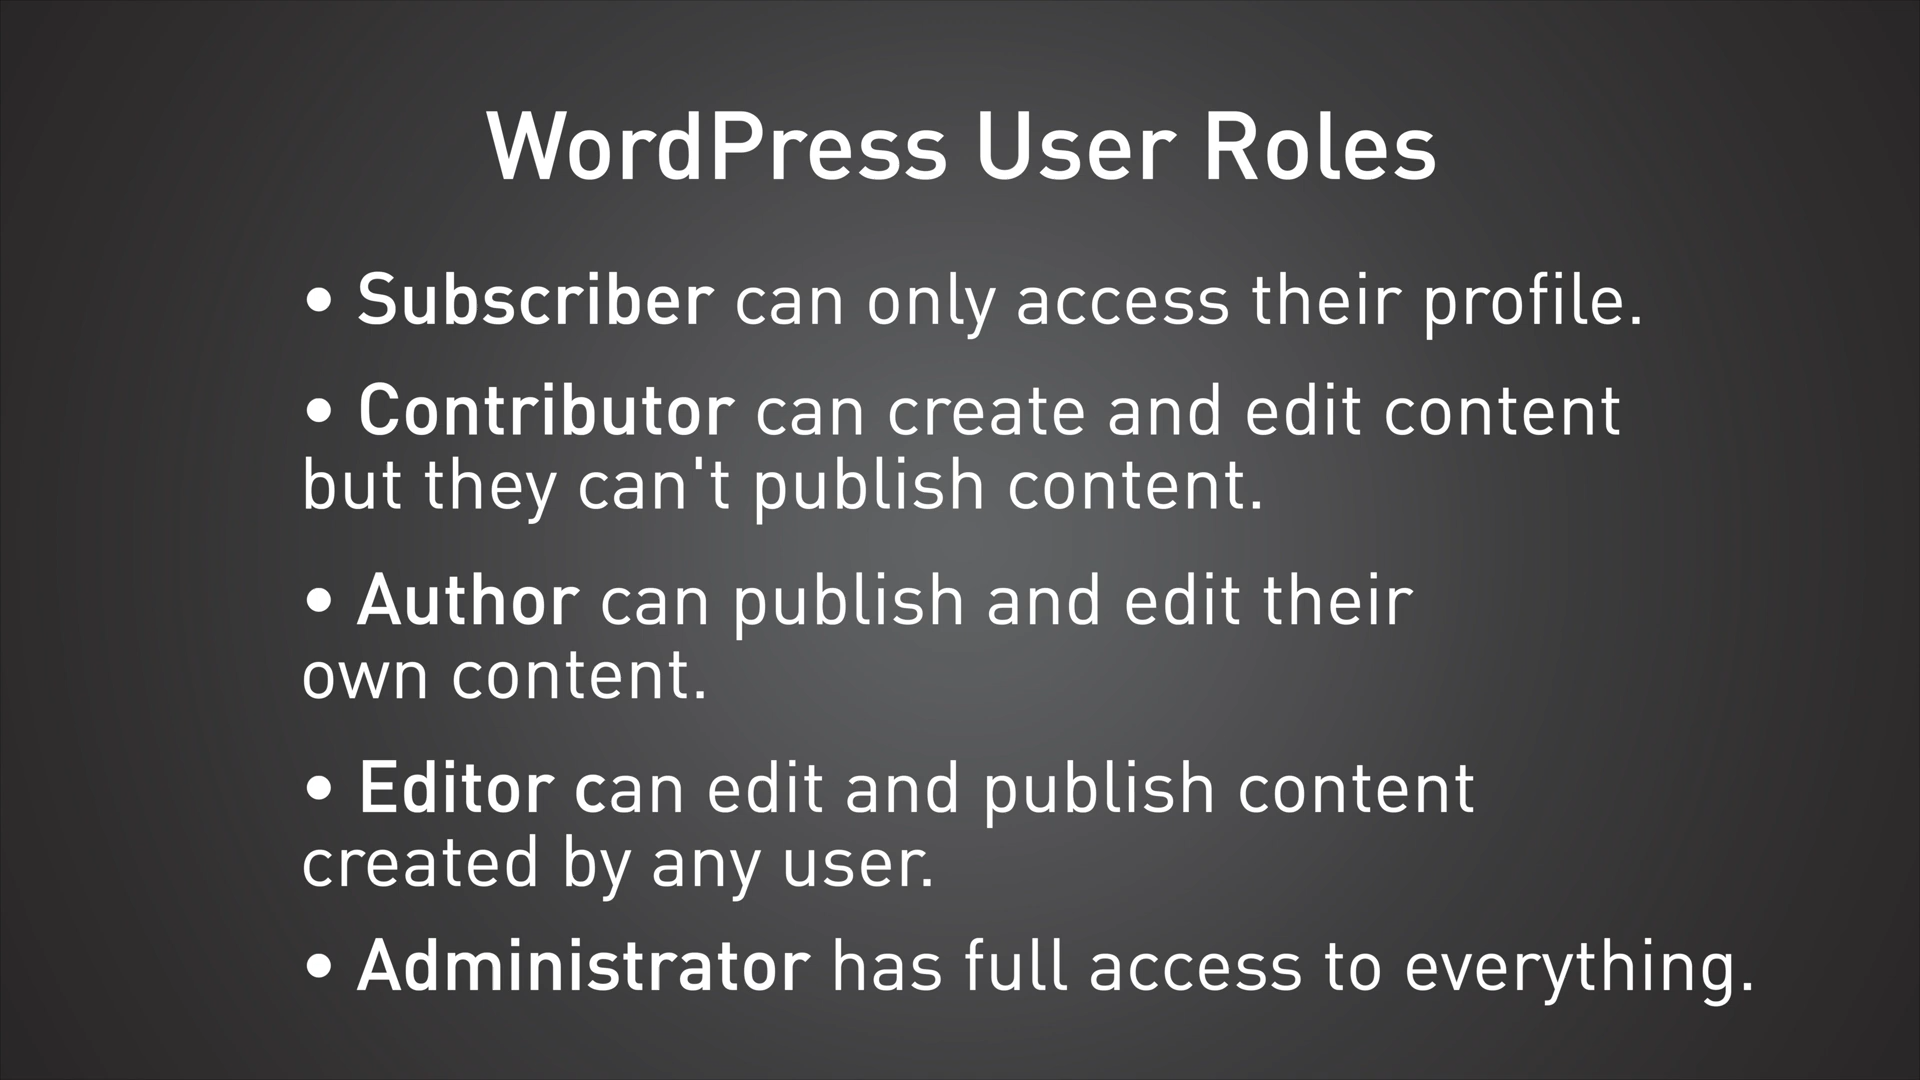 WordPress User Roles
• Subscriber can only access their profile.
• Contributor can create and edit content
but they can't publish content.
• Author can publish and edit their
own content.
• Editor can edit and publish content
created by any user.
• Administrator has full access to everything.